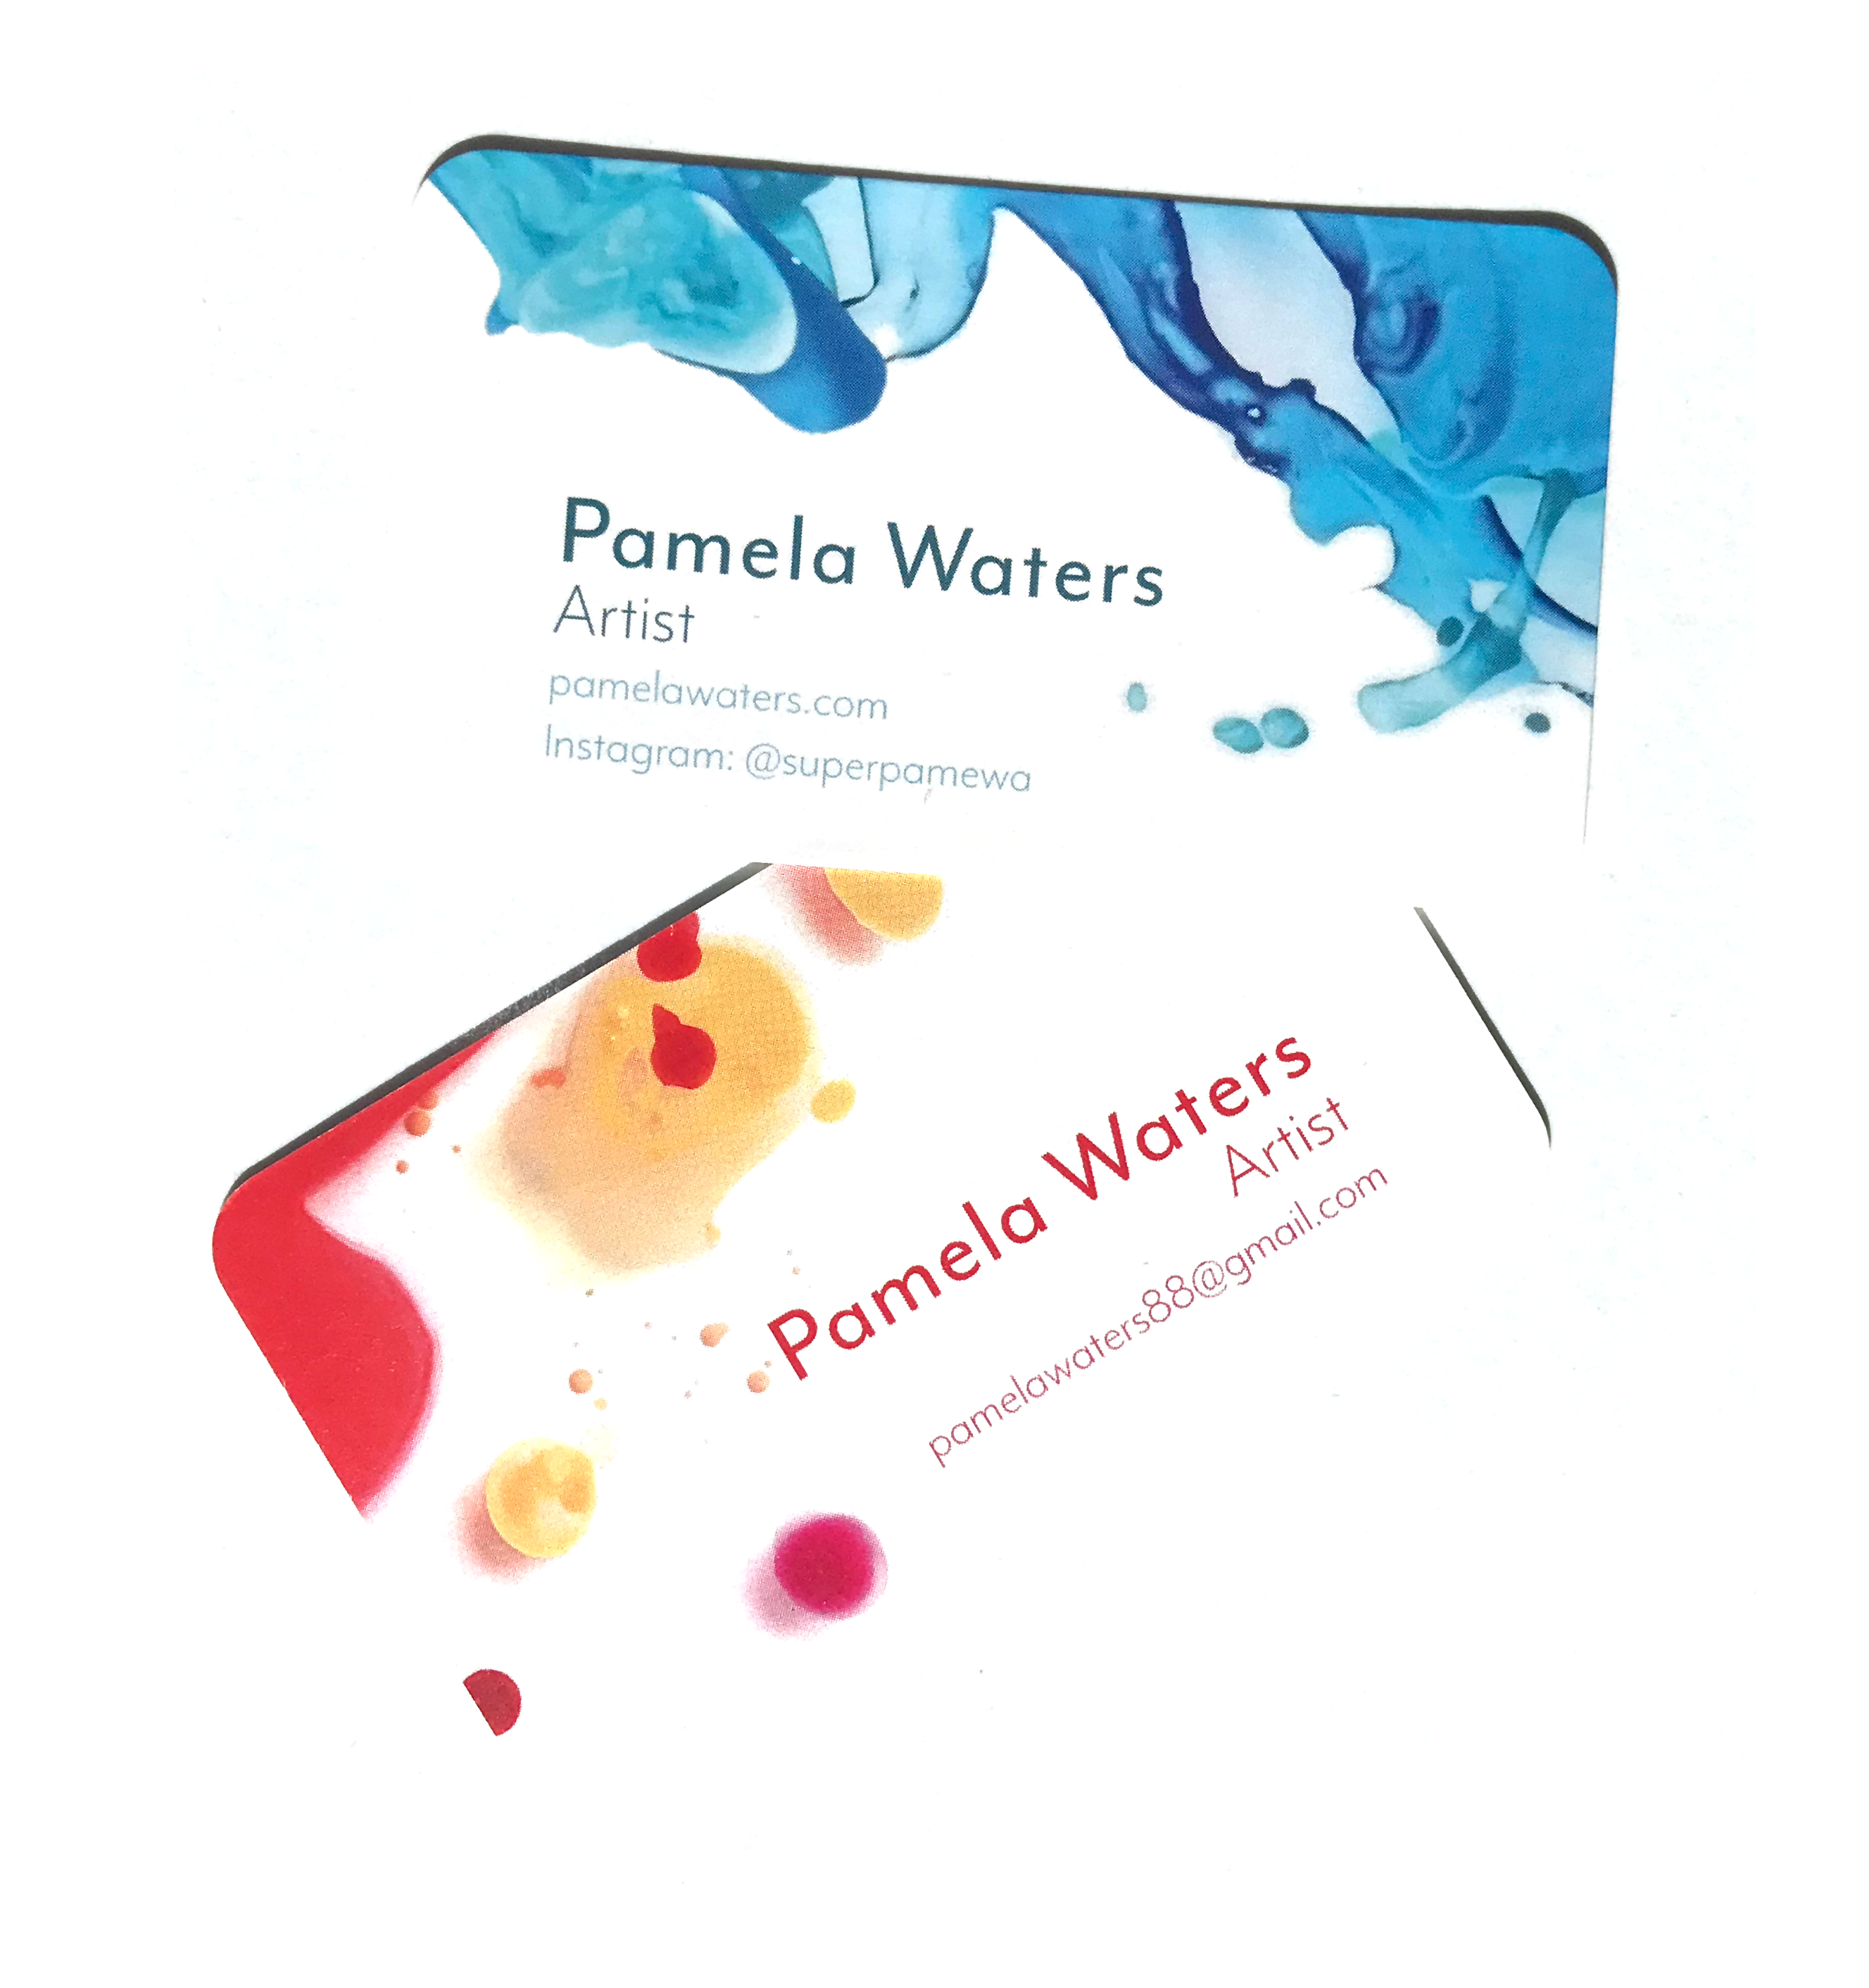 Pamela Waters
Artist
pamelawaters.com
Instagram: @superpamewa
Pamela Waters
Artist
pamelawaters88@gmail.com